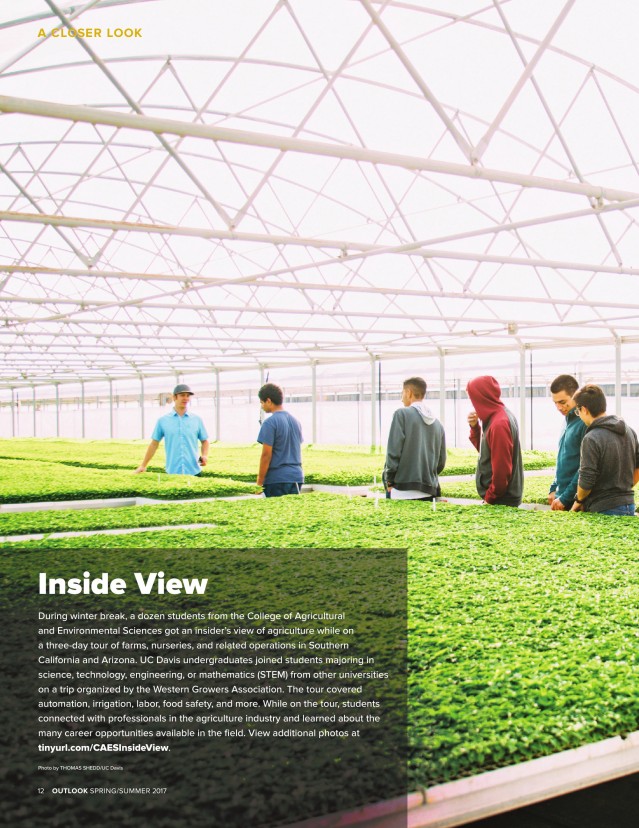 A CLOSER LOOK
Inside View
During winter break, a dozen students from the College of Agricultural
and Environmental Sciences got an insider's view of agriculture while on
a three-day tour of farms, nurseries, and related operations in Southern
California and Arizona. UC Davis undergraduates joined students majoring in
science, technology, engineering, or mathematics (STEM) from other universities
on a trip organized by the Western Growers Association. The tour covered
automation, irrigation, labor, food safety, and more. While on the tour, students
connected with professionals in the agriculture industry and learned about the
many career opportunities available in the field. View additional photos at
tinyurl.com/CAESInsideView.
Photo by THOMAS SHEDD/UC Davis
12 OUTLOOK SPRING/SUMMER 2017